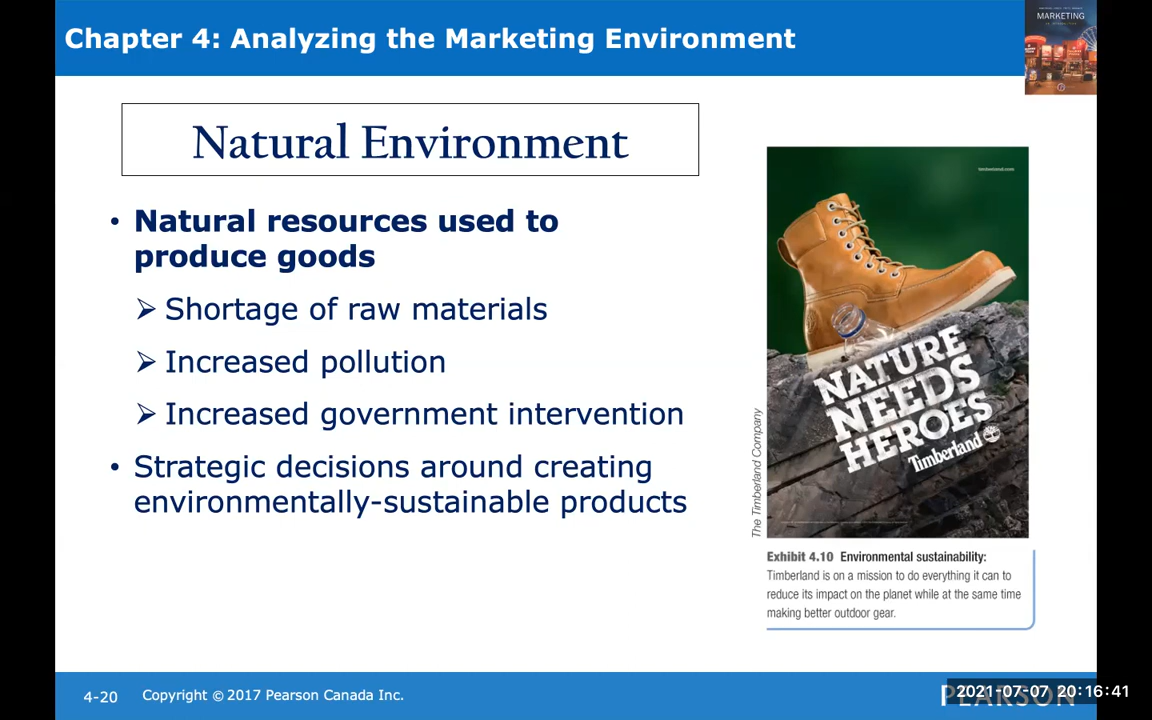 Chapter 4: Analyzing the Marketing Environment
MARKETING
Natural Environment
• Natural resources used to
produce goods
➢ Shortage of raw materials
➢ Increased pollution
➢ Increased government intervention
• Strategic decisions around creating
environmentally-sustainable products
timberland.com
NATURE
NEEDS
HEROES
Timberland
The Timberland Company
Exhibit 4.10 Environmental sustainability:
Timberland is on a mission to do everything it can to
reduce its impact on the planet while at the same time
making better outdoor gear.
4-20
Copyright © 2017 Pearson Canada Inc.
PEARSON
2021-07-07 20:16:41